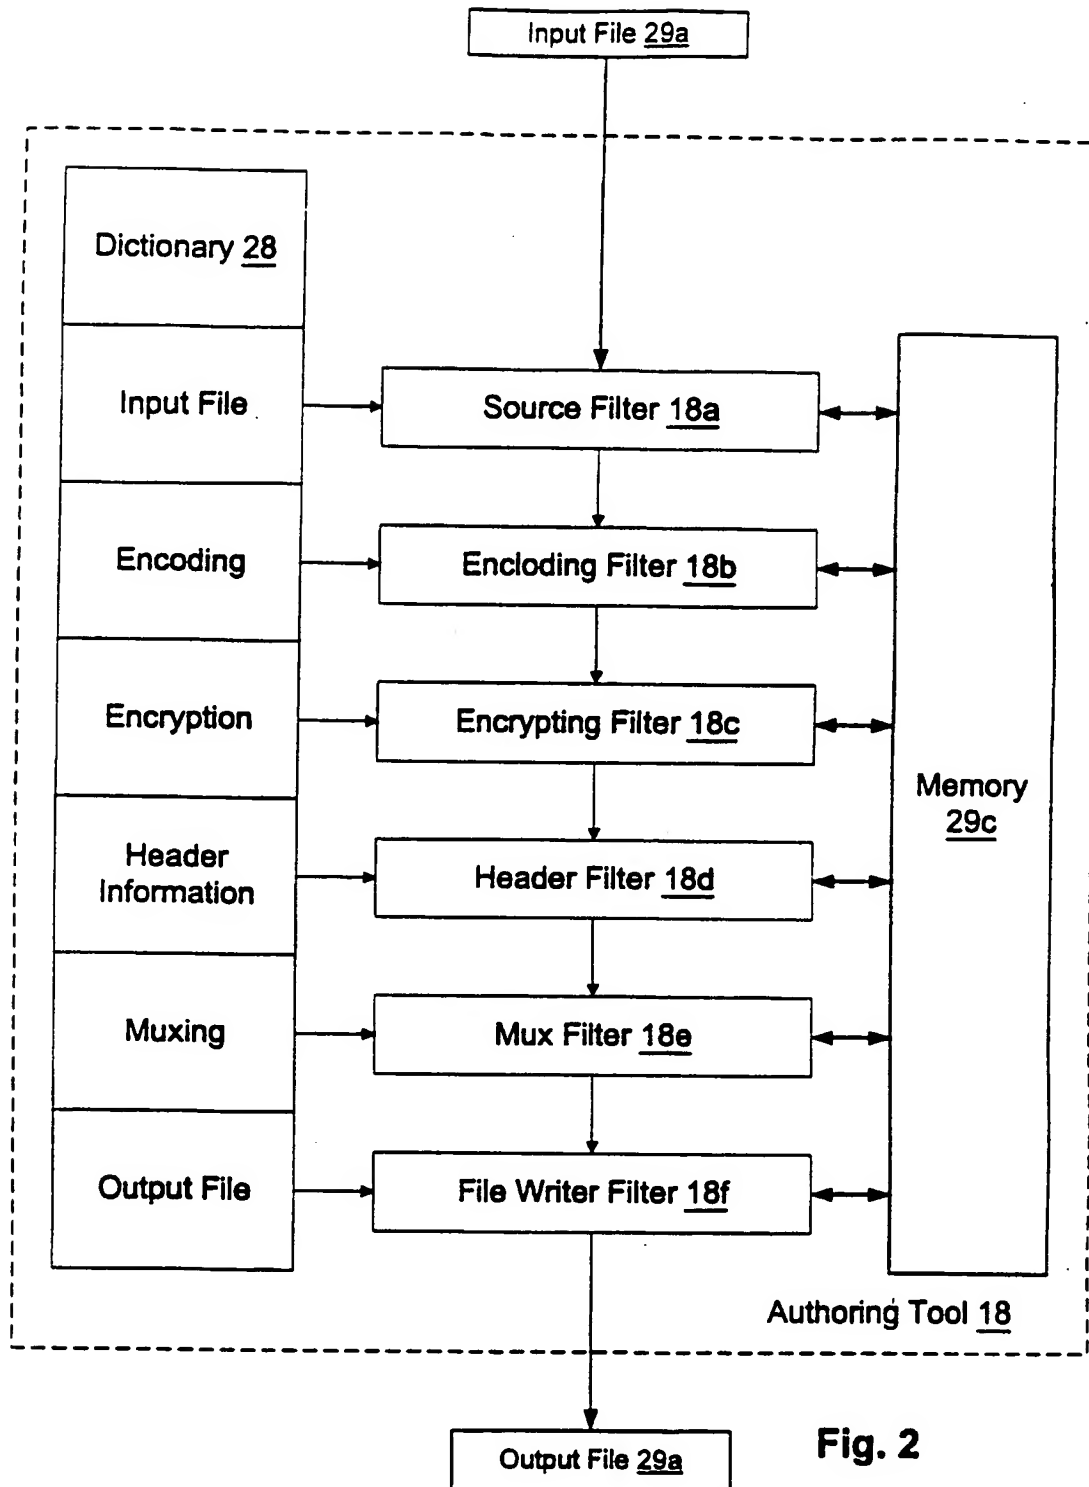 Input File 29a
Dictionary 28
Input File
Source Filter 18a
Encoding
Encloding Filter 18b
Encryption
Encrypting Filter 18c
Memory
29c
Header
Information
Header Filter 18d
Muxing
Mux Filter 18e
Output File
File Writer Filter 18f
Authoring Tool 18
Output File 29a
Fig. 2